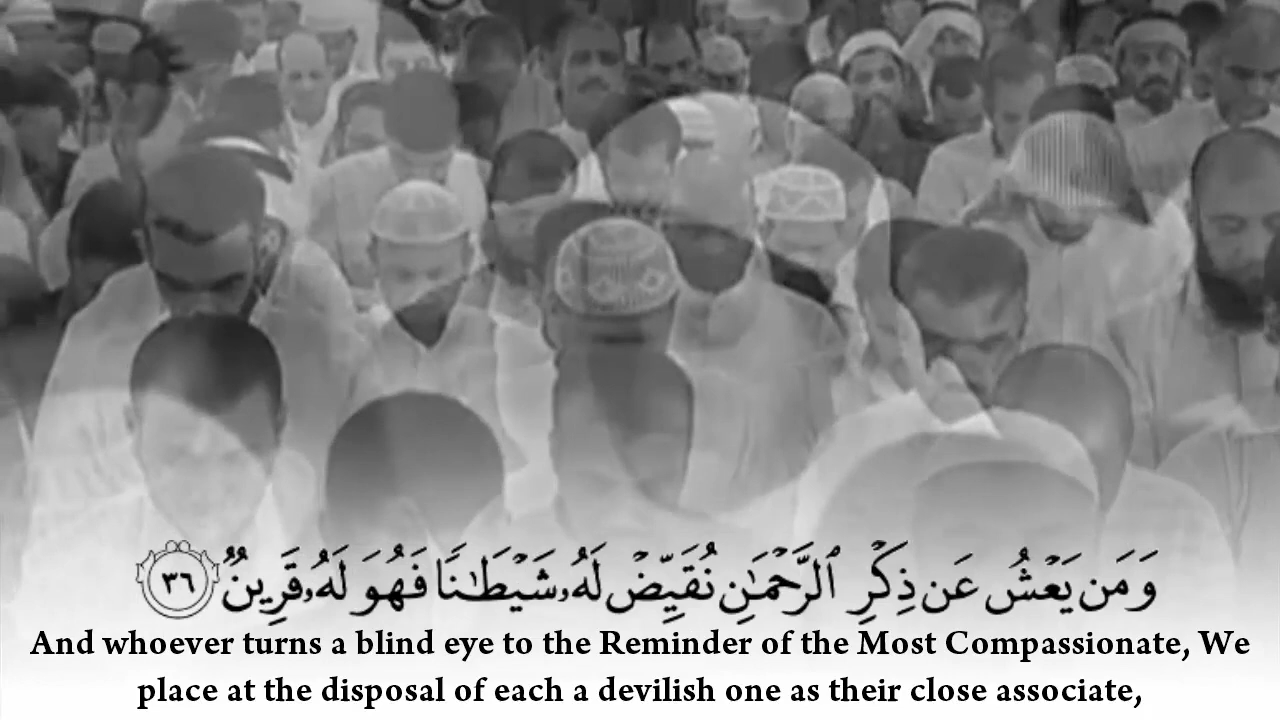 وَمَن يَعْشُ عَن ذِكْرِ ٱلرَّحْمَٰنِ نُقَيِّضْ لَهُۥ شَيْطَٰنًا فَهُوَ لَهُۥ قَرِينٌ ٣٦
And whoever turns a blind eye to the Reminder of the Most Compassionate, We
place at the disposal of each a devilish one as their close associate,